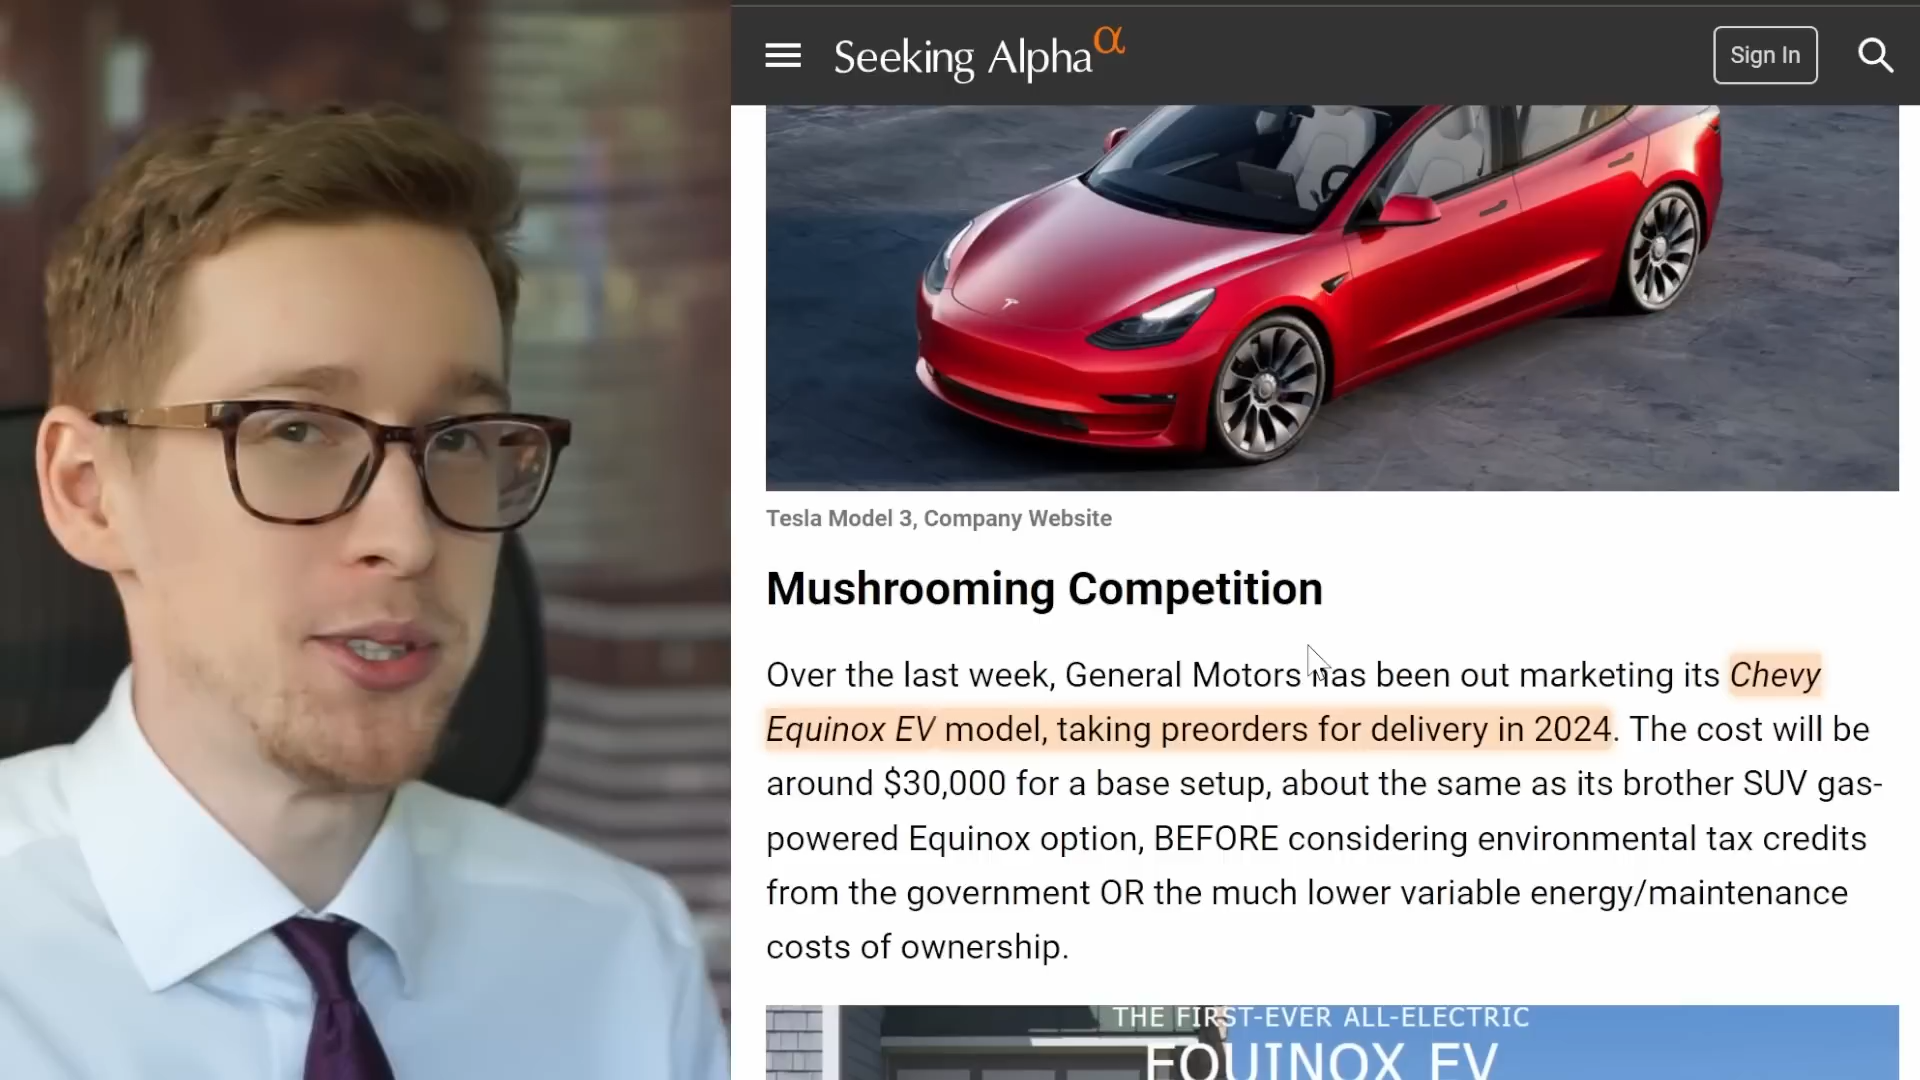 Seeking Alpha α
Sign In
Tesla Model 3, Company Website
Mushrooming Competition
Over the last week, General Motors has been out marketing its Chevy
Equinox EV model, taking preorders for delivery in 2024. The cost will be
around $30,000 for a base setup, about the same as its brother SUV gas-
powered Equinox option, BEFORE considering environmental tax credits
from the government OR the much lower variable energy/maintenance
costs of ownership.
THE FIRST-EVER ALL-ELECTRIC
EQUINOX EV